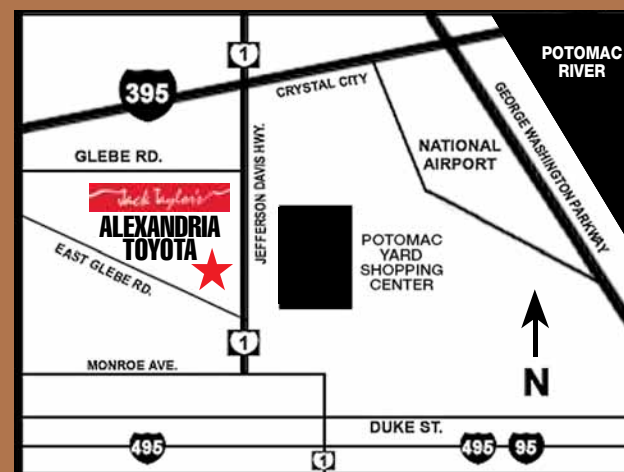 1
POTOMAC
RIVER
395
CRYSTAL CITY
GLEBE RD.
NATIONAL
AIRPORT
GEORGE WASHINGTON PARKWAY
Jack Taylor's
ALEXANDRIA
TOYOTA
JEFFERSON DAVIS HWY.
POTOMAC
YARD
SHOPPING
CENTER
EAST GLEBE RD.
1
MONROE AVE.
N
DUKE ST.
495
1
495
95